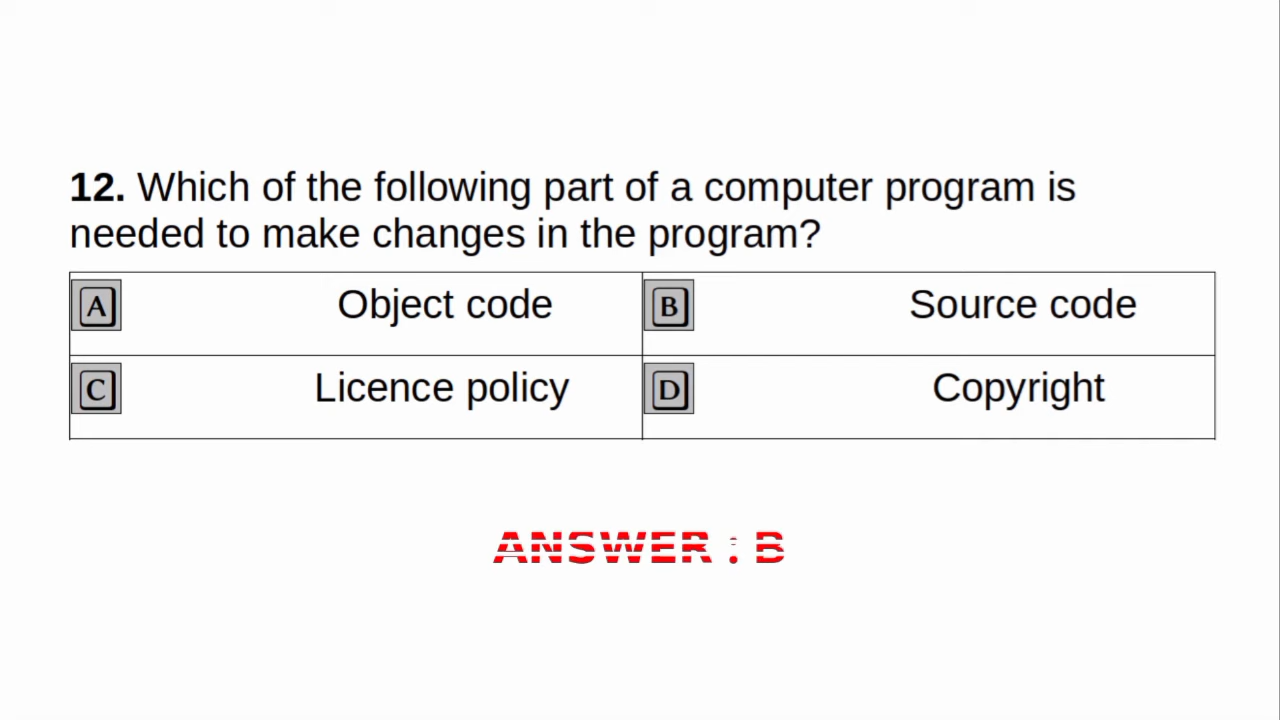 12. Which of the following part of a computer program is
needed to make changes in the program?
A Object code B Source code
C Licence policy D Copyright
ANSWER : B